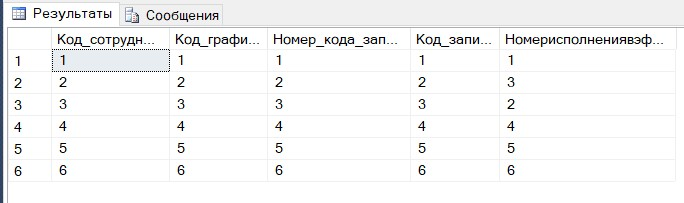 Результаты Сообщения
Код_сотрудн... Код_графи... Номер_кода_зап... Код_запи... Номерисполнениявэф...
1 1 1 1 1 1
2 2 2 2 2 3
3 3 3 3 3 2
4 4 4 4 4 4
5 5 5 5 5 5
6 6 6 6 6 6